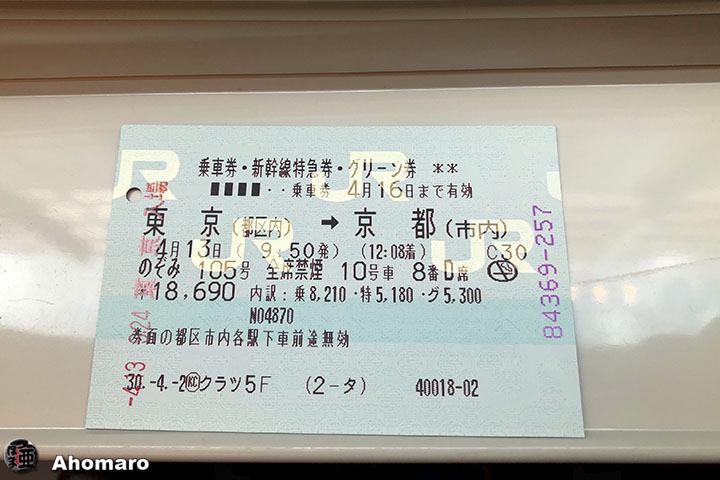 乗車券・新幹線特急券・グリーン券 **
■■■■・・乗車券 4月16日まで有効
東 京(都区内) → 京 都(市内)
4月13日 ( 9.50発) (12:08着) C30
のぞみ 105号 全席禁煙 10号車 8番D席
¥18,690 内訳:乗8,210・特5,180・グ5,300
N04870
券面の都区市内各駅下車前途無効
30.-4.-2 KC クラツ5F (2-タ) 40018-02
84369-257
Ahomaro